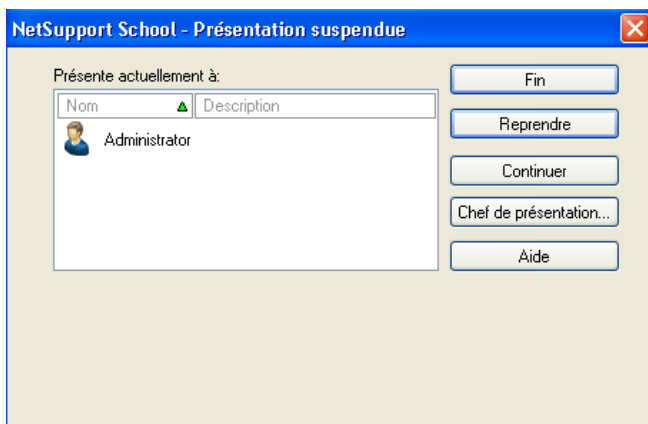 NetSupport School - Présentation suspendue
Présente actuellement à:
Nom Description
Administrator
Fin
Reprendre
Continuer
Chef de présentation...
Aide